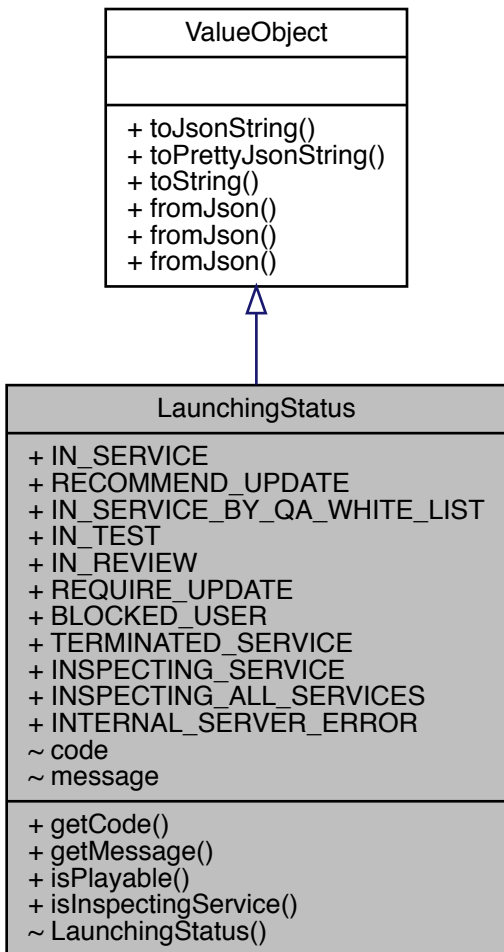 ValueObject
+ toJsonString()
+ toPrettyJsonString()
+ toString()
+ fromJson()
+ fromJson()
+ fromJson()
LaunchingStatus
+ IN_SERVICE
+ RECOMMEND_UPDATE
+ IN_SERVICE_BY_QA_WHITE_LIST
+ IN_TEST
+ IN_REVIEW
+ REQUIRE_UPDATE
+ BLOCKED_USER
+ TERMINATED_SERVICE
+ INSPECTING_SERVICE
+ INSPECTING_ALL_SERVICES
+ INTERNAL_SERVER_ERROR
~ code
~ message
+ getCode()
+ getMessage()
+ isPlayable()
+ isInspectingService()
~ LaunchingStatus()